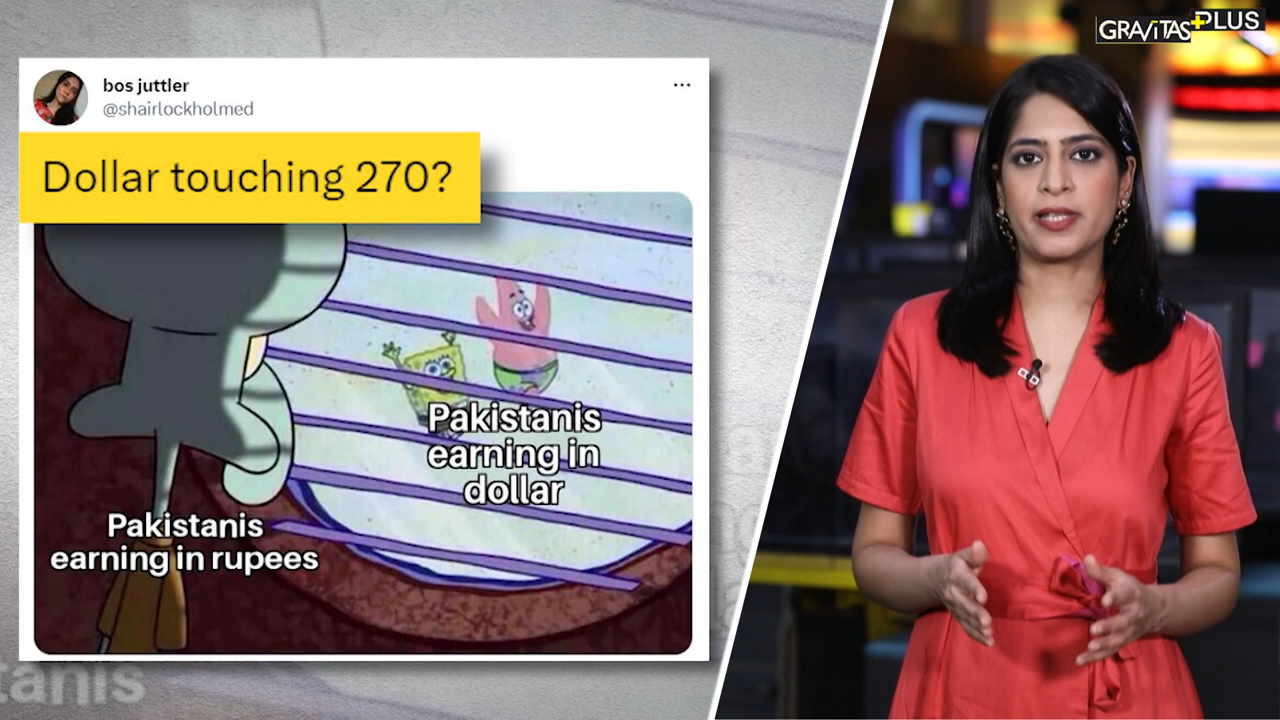 GRAVITAS PLUS
bos juttler
@shairlockholmed
Dollar touching 270?
Pakistanis
earning in
dollar
Pakistanis
earning in rupees
tanis